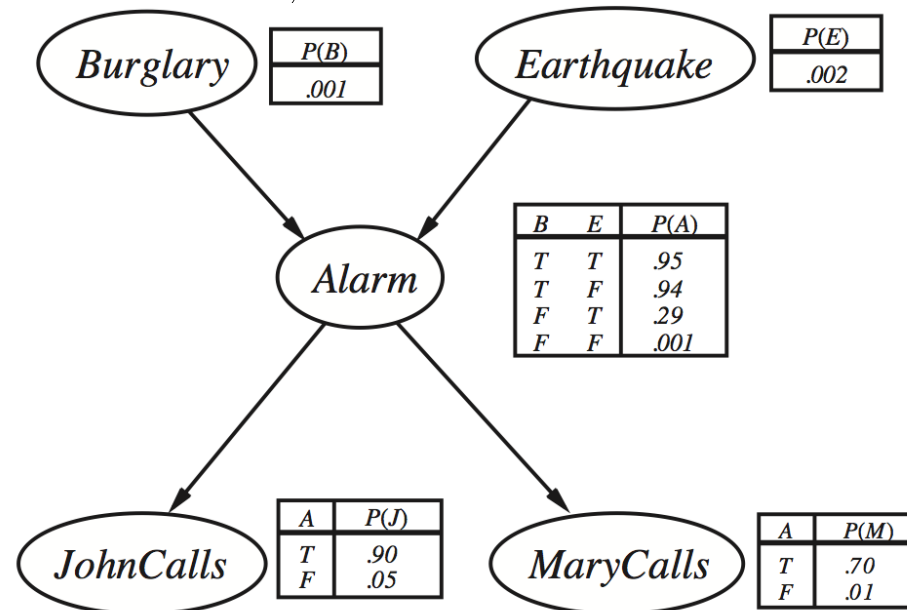 Burglary
P(B)
.001
Earthquake
P(E)
.002
Alarm
B E P(A)
T T .95
T F .94
F T .29
F F .001
JohnCalls
A P(J)
T .90
F .05
MaryCalls
A P(M)
T .70
F .01